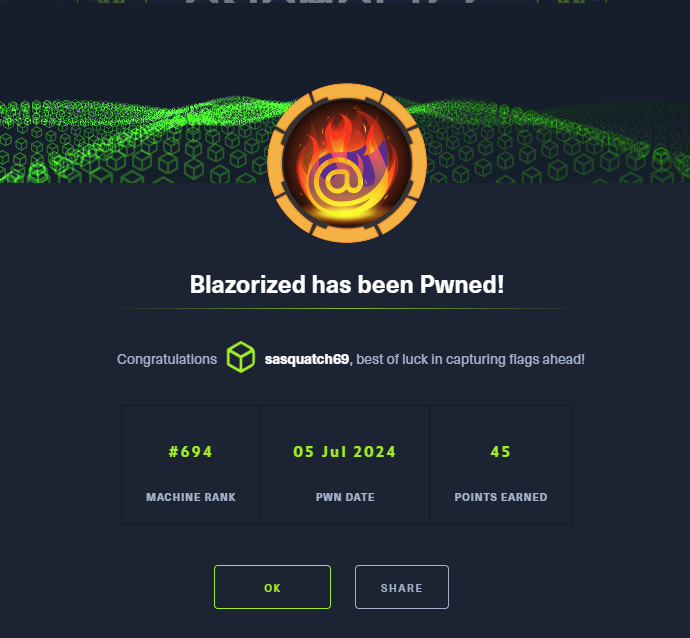 Blazorized has been Pwned!
Congratulations sasquatch69, best of luck in capturing flags ahead!
#694 05 Jul 2024 45
MACHINE RANK PWN DATE POINTS EARNED
OK SHARE